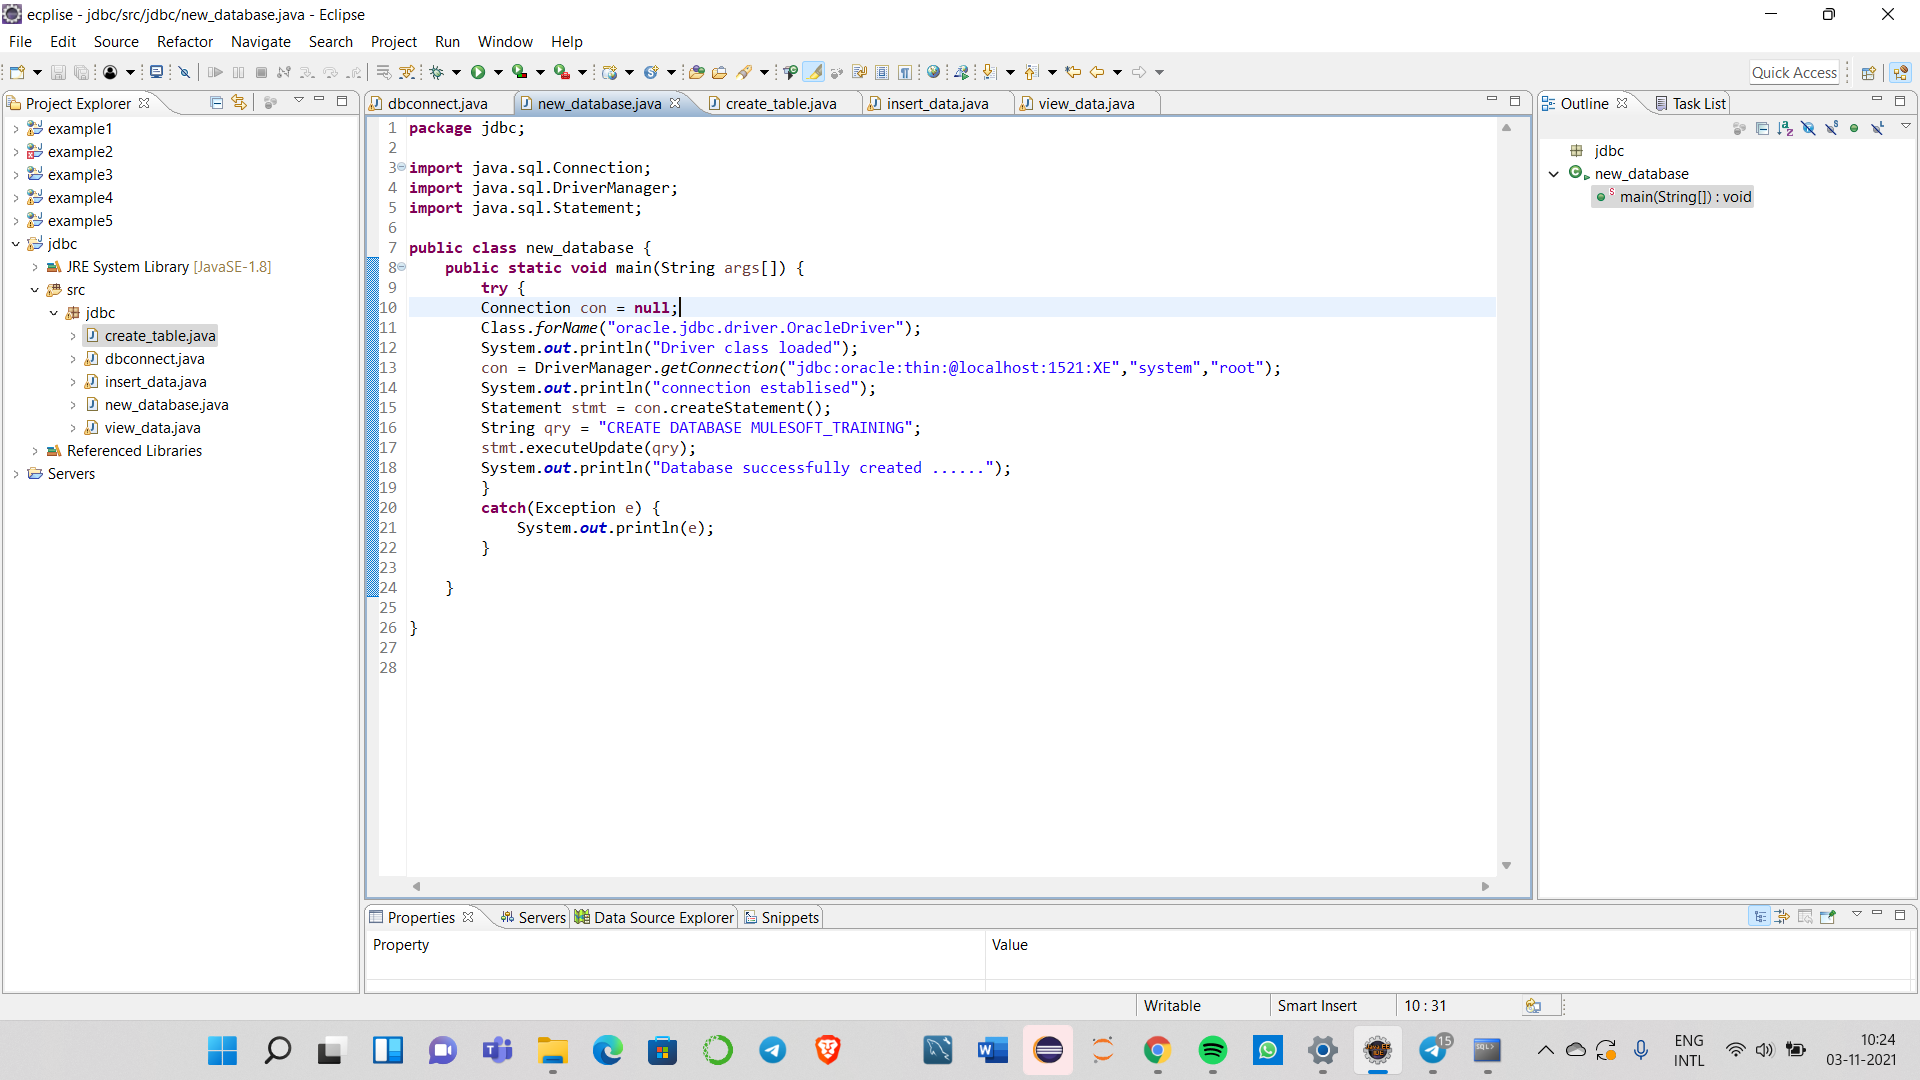 ecplise - jdbc/src/jdbc/new_database.java - Eclipse
File Edit Source Refactor Navigate Search Project Run Window Help
Quick Access
Project Explorer
example1
example2
example3
example4
example5
jdbc
JRE System Library [JavaSE-1.8]
src
jdbc
create_table.java
dbconnect.java
insert_data.java
new_database.java
view_data.java
Referenced Libraries
Servers
dbconnect.java new_database.java create_table.java insert_data.java view_data.java
1 package jdbc;
2
3 import java.sql.Connection;
4 import java.sql.DriverManager;
5 import java.sql.Statement;
6
7 public class new_database {
8 public static void main(String args[]) {
9 try {
10 Connection con = null;
11 Class.forName("oracle.jdbc.driver.OracleDriver");
12 System.out.println("Driver class loaded");
13 con = DriverManager.getConnection("jdbc:oracle:thin:@localhost:1521:XE","system","root");
14 System.out.println("connection establised");
15 Statement stmt = con.createStatement();
16 String qry = "CREATE DATABASE MULESOFT_TRAINING";
17 stmt.executeUpdate(qry);
18 System.out.println("Database successfully created ......");
19 }
20 catch(Exception e) {
21 System.out.println(e);
22 }
23
24 }
25
26 }
27
28
Outline Task List
jdbc
new_database
main(String[]) : void
Properties Servers Data Source Explorer Snippets
Property Value
Writable Smart Insert 10 : 31
15
ENG
INTL
10:24
03-11-2021